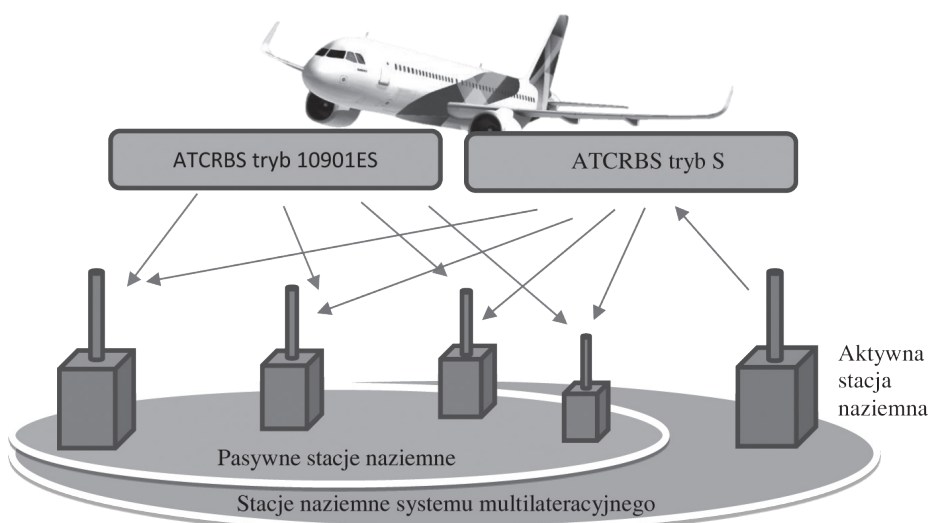 ATCRBS tryb 10901ES
ATCRBS tryb S
Aktywna
stacja
naziemna
Pasywne stacje naziemne
Stacje naziemne systemu multilateracyjnego